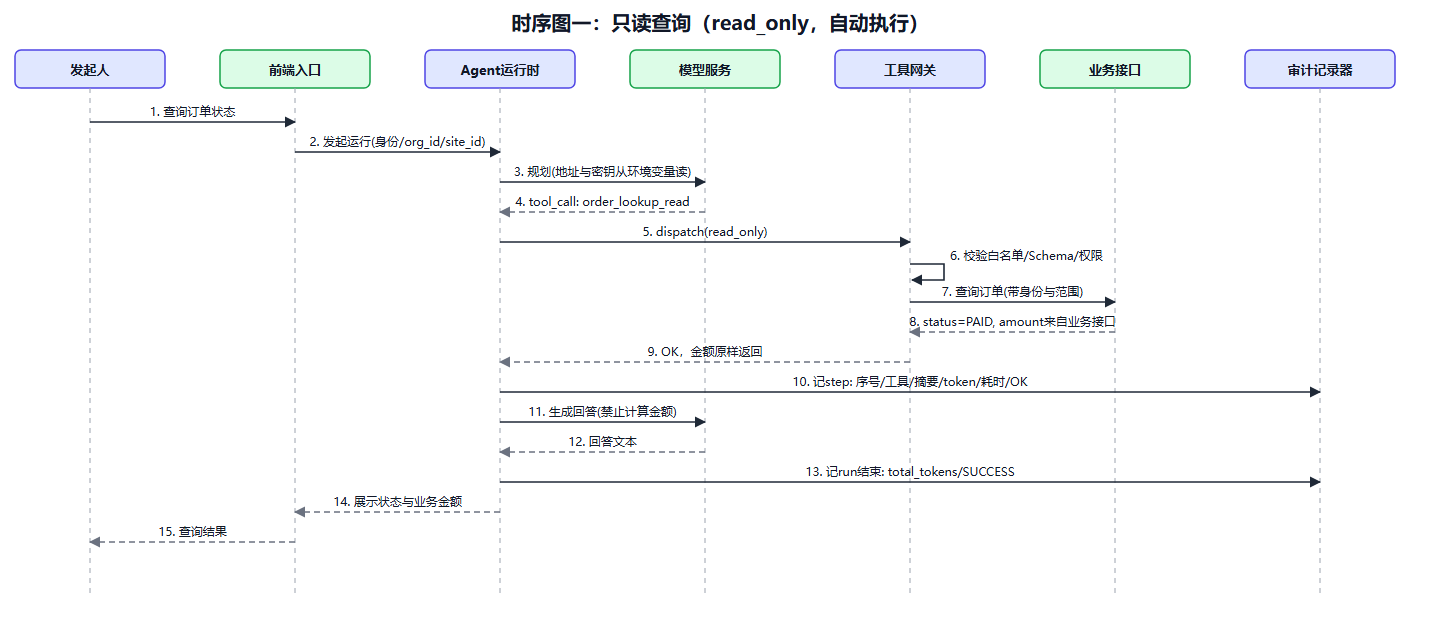 时序图一：只读查询（read_only，自动执行）
发起人
前端入口
Agent运行时
模型服务
工具网关
业务接口
审计记录器
1. 查询订单状态
2. 发起运行(身份/org_id/site_id)
3. 规划(地址与密钥从环境变量读)
4. tool_call: order_lookup_read
5. dispatch(read_only)
6. 校验白名单/Schema/权限
7. 查询订单(带身份与范围)
8. status=PAID, amount来自业务接口
9. OK，金额原样返回
10. 记step: 序号/工具/摘要/token/耗时/OK
11. 生成回答(禁止计算金额)
12. 回答文本
13. 记run结束: total_tokens/SUCCESS
14. 展示状态与业务金额
15. 查询结果